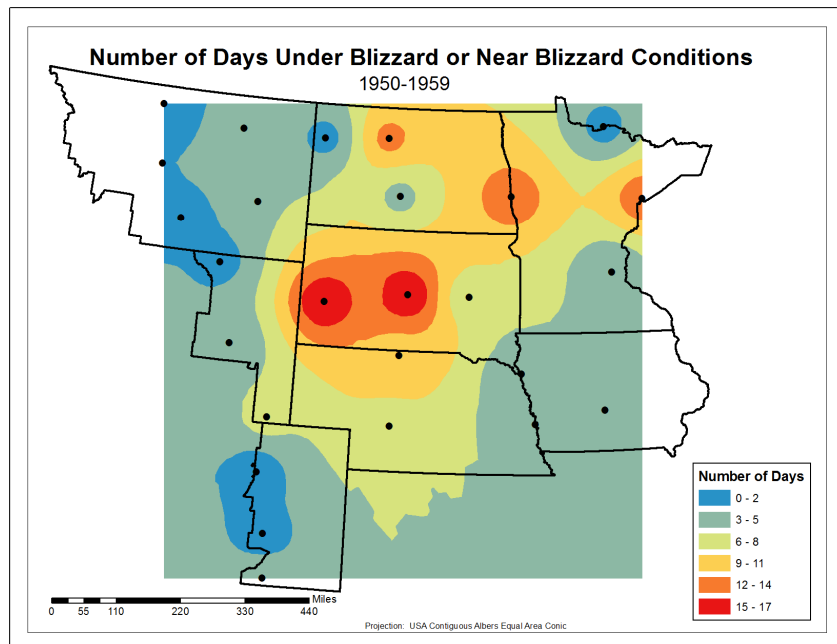 Number of Days Under Blizzard or Near Blizzard Conditions
1950-1959
Number of Days
0 - 2
3 - 5
6 - 8
9 - 11
12 - 14
15 - 17
Miles
0 55 110 220 330 440
Projection: USA Contiguous Albers Equal Area Conic